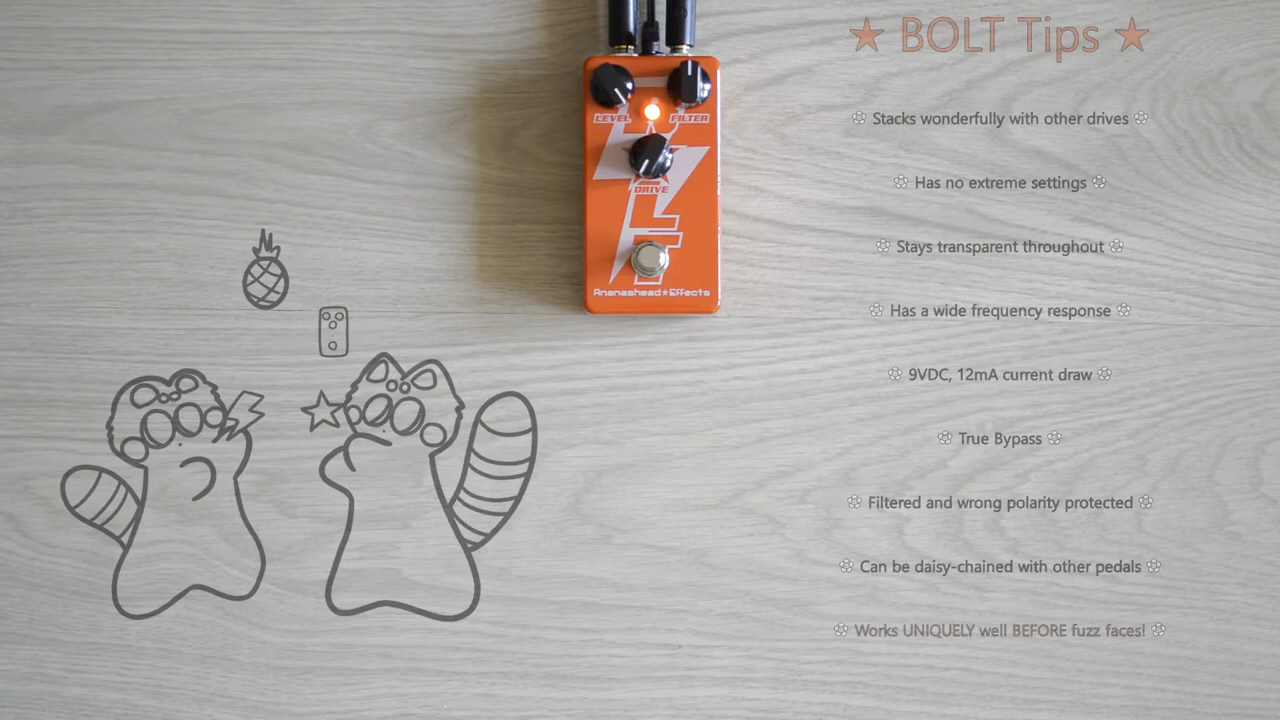 ★ BOLT Tips ★
LEVEL
FILTER
DRIVE
BOLT
Ananashead★Effects
Stacks wonderfully with other drives
Has no extreme settings
Stays transparent throughout
Has a wide frequency response
9VDC, 12mA current draw
True Bypass
Filtered and wrong polarity protected
Can be daisy-chained with other pedals
Works UNIQUELY well BEFORE fuzz faces!